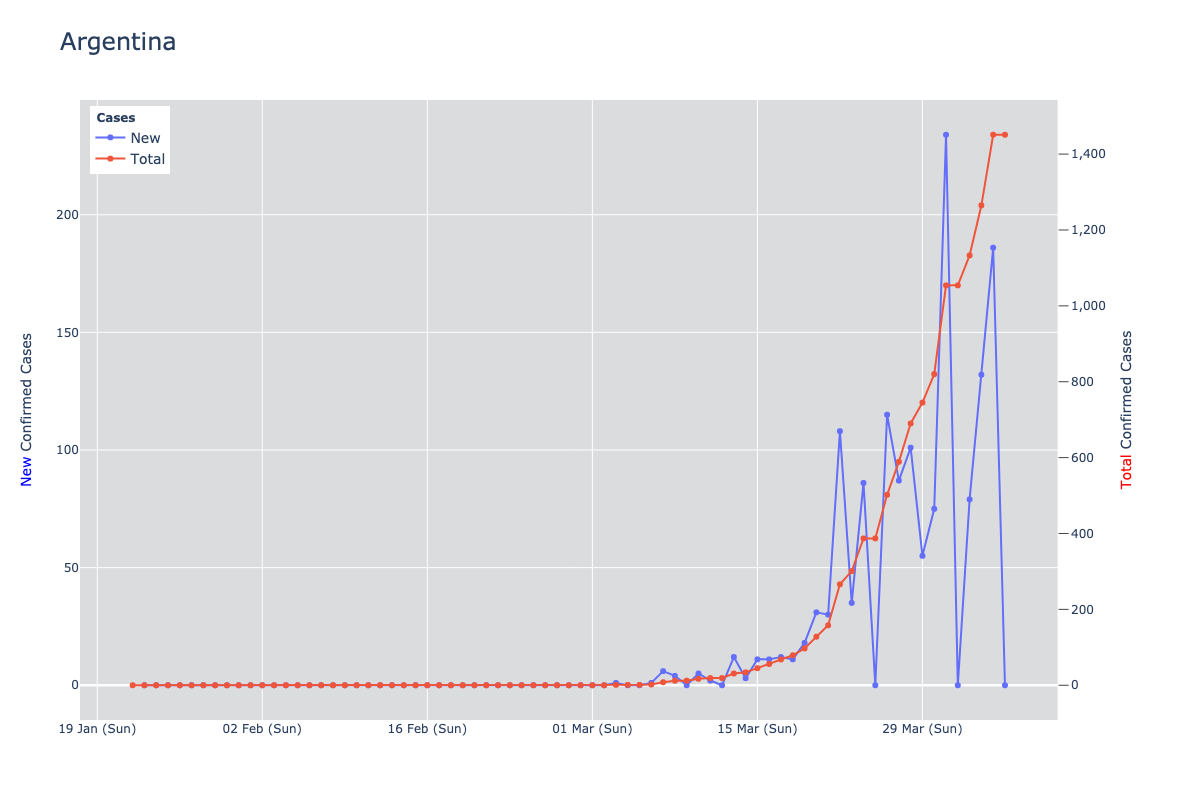 Argentina
Cases
New
Total
200
150
100
50
0
1,400
1,200
1,000
800
600
400
200
0
New Confirmed Cases
Total Confirmed Cases
19 Jan (Sun)
02 Feb (Sun)
16 Feb (Sun)
01 Mar (Sun)
15 Mar (Sun)
29 Mar (Sun)